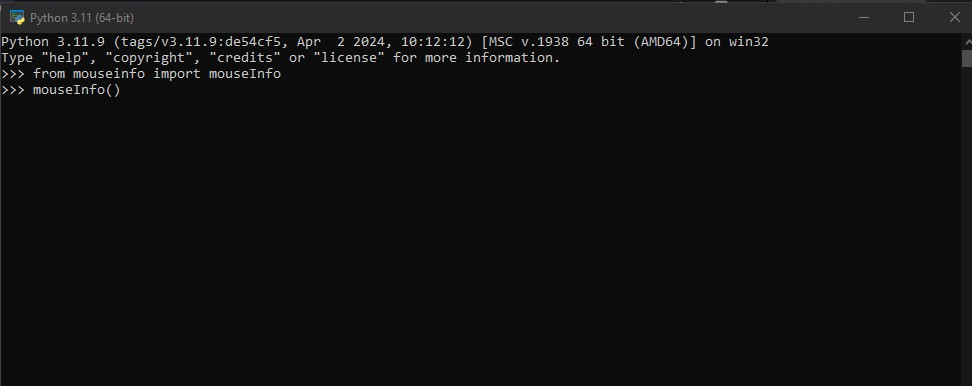 Python 3.11 (64-bit)
Python 3.11.9 (tags/v3.11.9:de54cf5, Apr  2 2024, 10:12:12) [MSC v.1938 64 bit (AMD64)] on win32
Type "help", "copyright", "credits" or "license" for more information.
>>> from mouseinfo import mouseInfo
>>> mouseInfo()